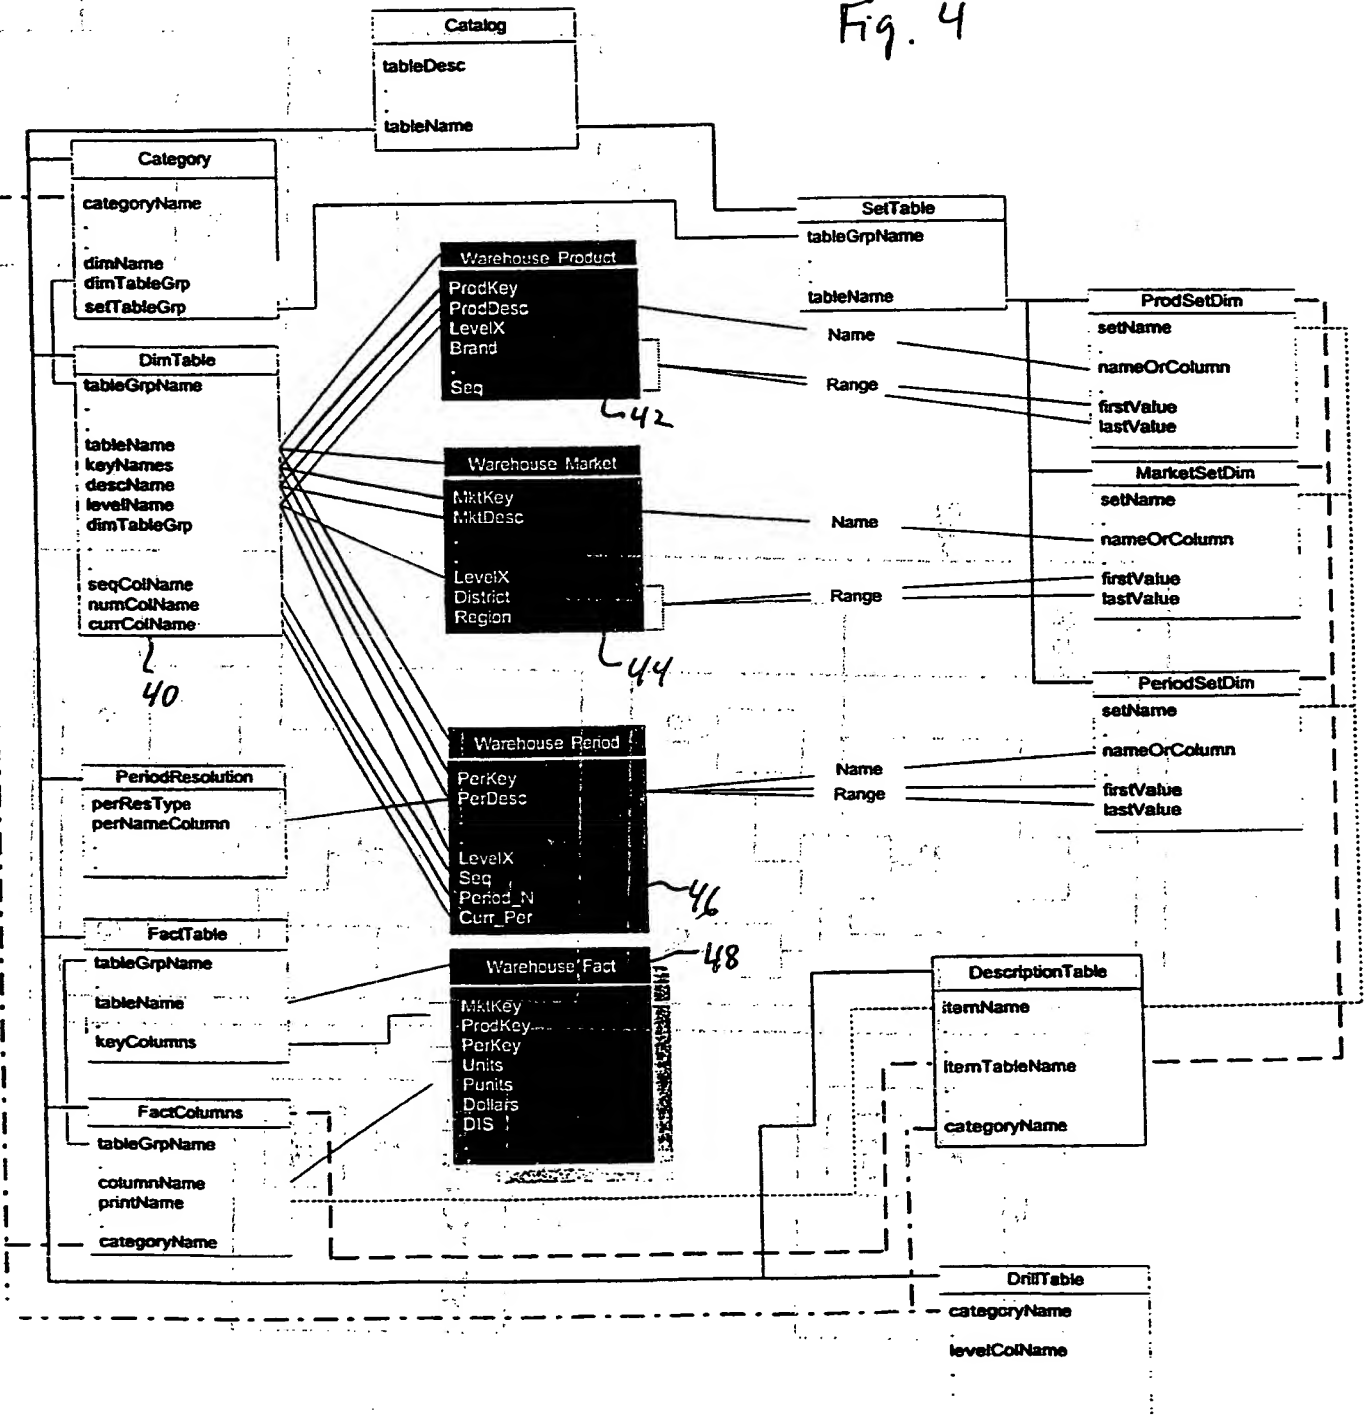 Fig. 4
Catalog
tableDesc
.
.
tableName
Category
categoryName
.
.
dimName
dimTableGrp
setTableGrp
DimTable
tableGrpName
.
.
tableName
keyNames
descName
levelName
dimTableGrp
.
.
seqColName
numColName
currColName
40
PeriodResolution
perResType
perNameColumn
.
.
FactTable
tableGrpName
.
tableName
.
keyColumns
FactColumns
tableGrpName
.
columnName
printName
.
categoryName
Warehouse Product
ProdKey
ProdDesc
LevelX
Brand
.
Seq
42
Warehouse Market
MktKey
MktDesc
.
.
LevelX
District
Region
44
Warehouse Period
PerKey
PerDesc
.
.
LevelX
Seq
Period_N
Curr_Per
46
Warehouse Fact
48
MktKey
ProdKey
PerKey
Units
Punits
Dollars
DIS
.
Name
Range
Name
Range
Name
Range
SetTable
tableGrpName
.
.
tableName
ProdSetDim
setName
.
nameOrColumn
.
firstValue
lastValue
MarketSetDim
setName
.
nameOrColumn
.
firstValue
lastValue
PeriodSetDim
setName
.
nameOrColumn
.
firstValue
lastValue
DescriptionTable
itemName
.
.
itemTableName
.
.
categoryName
DrillTable
categoryName
.
levelColName
.
.